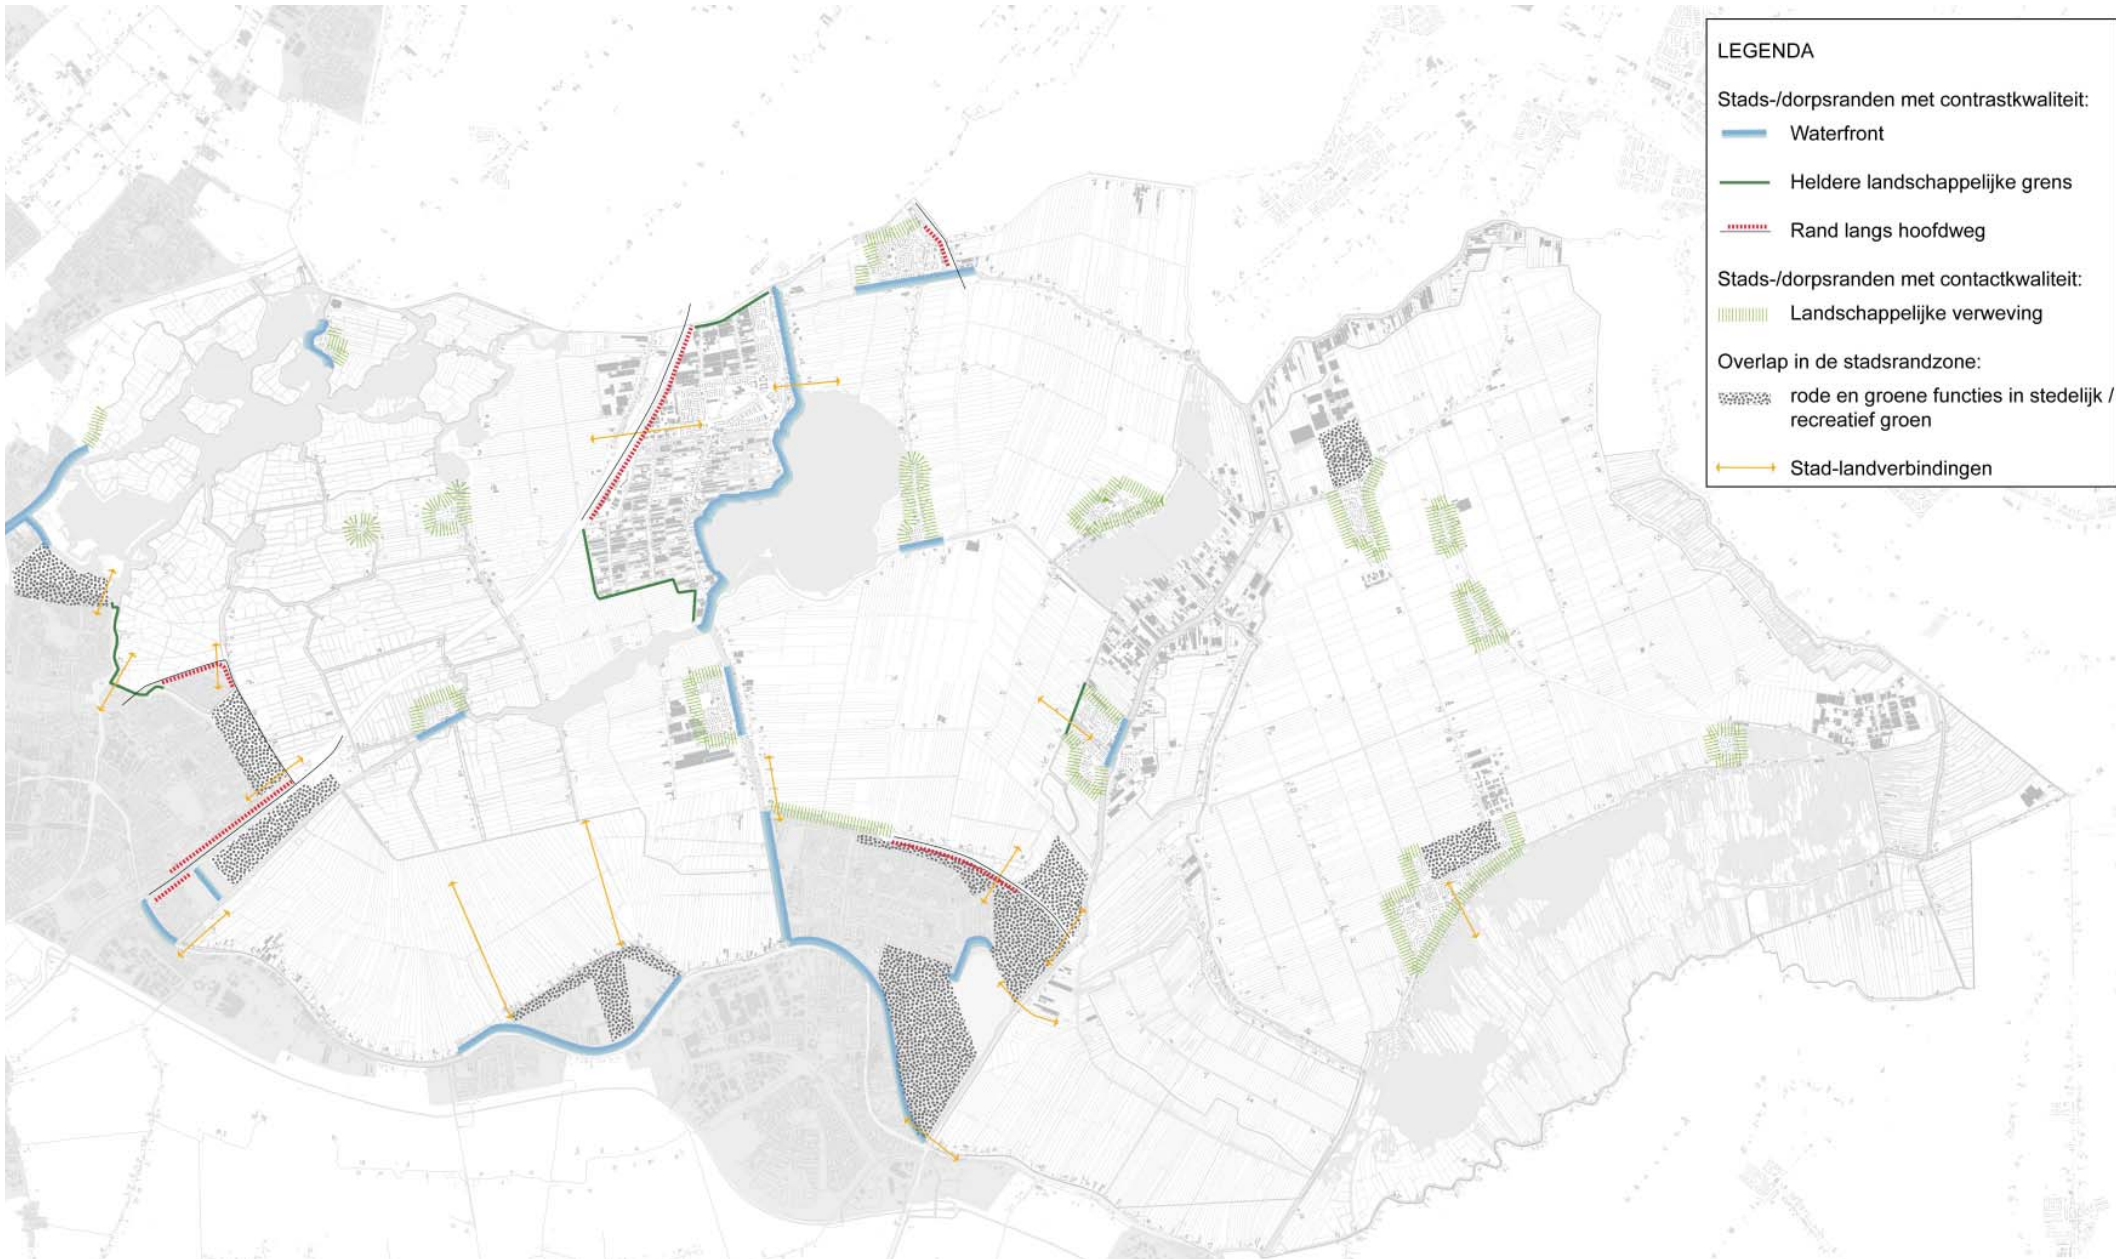 LEGENDA
Stads-/dorpsranden met contrastkwaliteit:
Waterfront
Heldere landschappelijke grens
Rand langs hoofdweg
Stads-/dorpsranden met contactkwaliteit:
Landschappelijke verweving
Overlap in de stadsrandzone:
rode en groene functies in stedelijk /
recreatief groen
Stad-landverbindingen